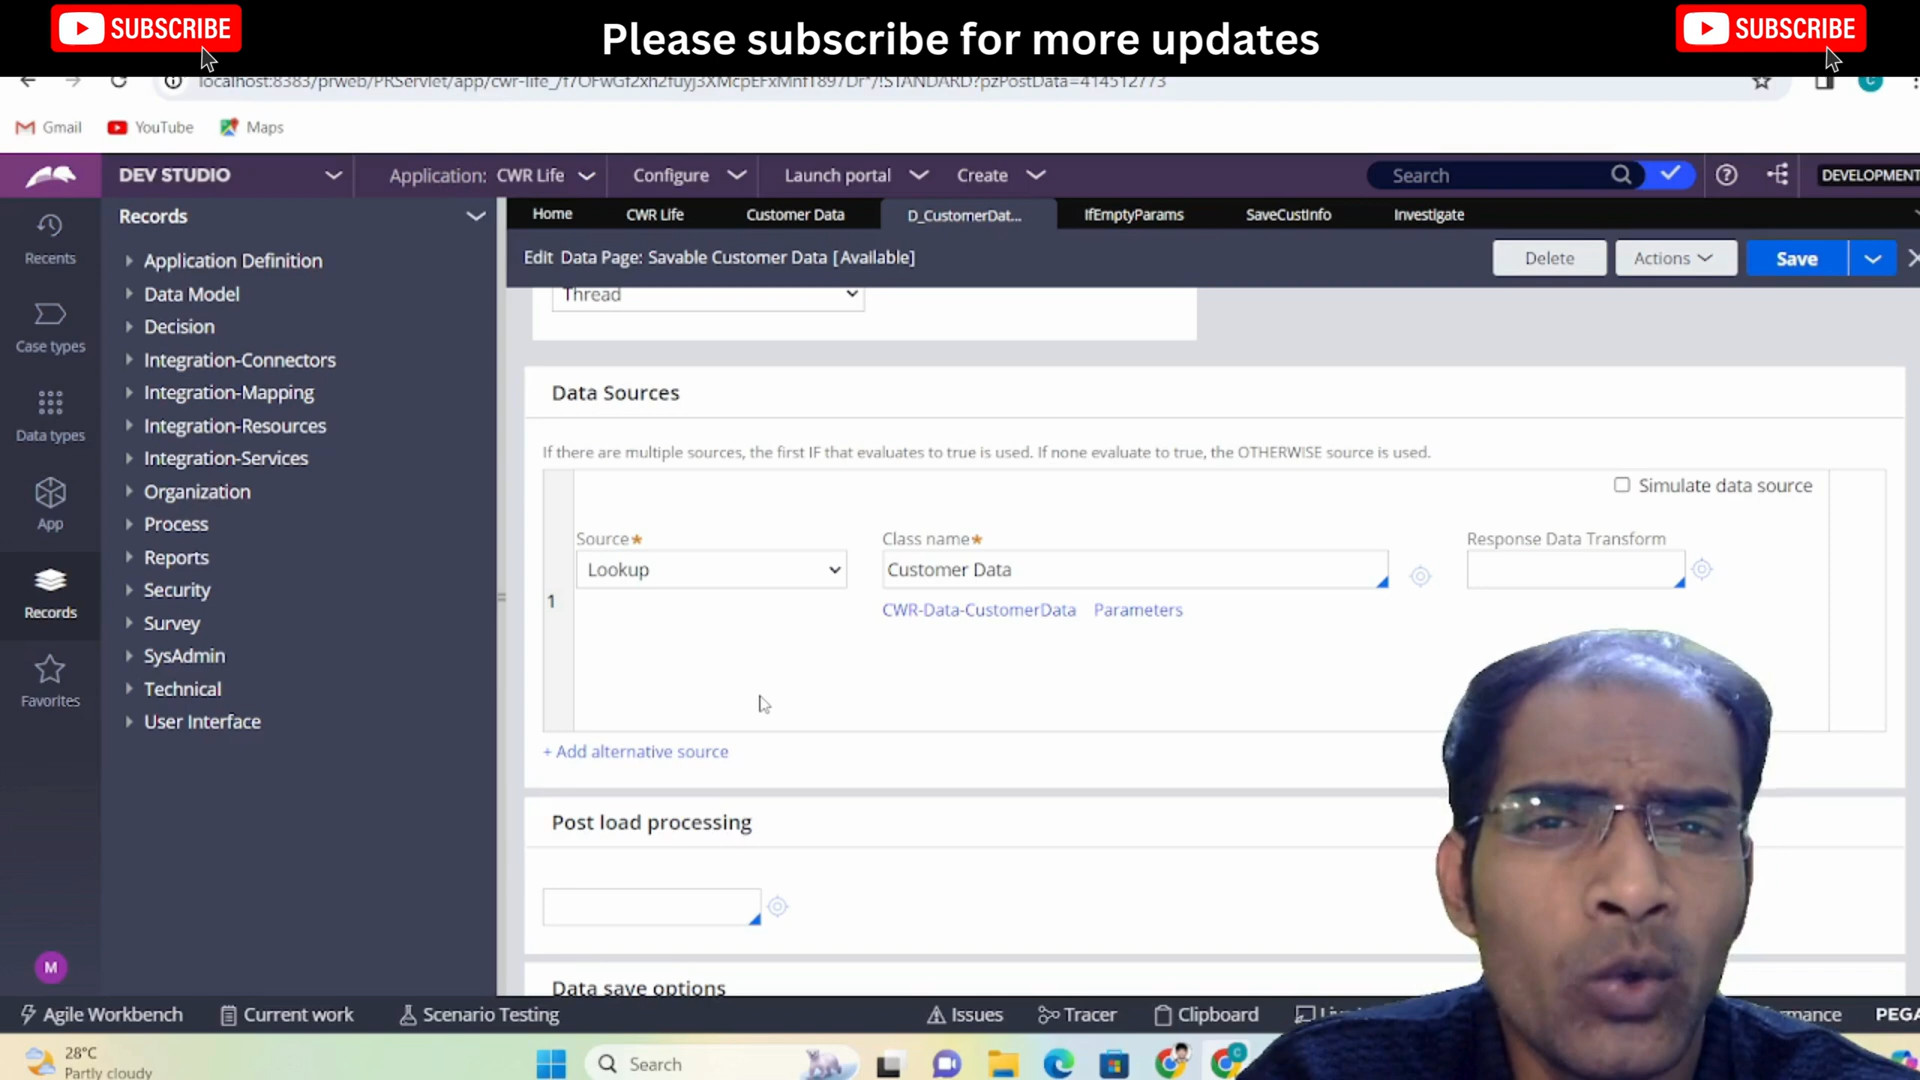 SUBSCRIBE
Please subscribe for more updates
SUBSCRIBE
Gmail
YouTube
Maps
DEV STUDIO
Application: CWR Life
Configure
Launch portal
Create
Search
DEVELOPMENT
Recents
Case types
Data types
App
Records
Favorites
M
Records
Application Definition
Data Model
Decision
Integration-Connectors
Integration-Mapping
Integration-Resources
Integration-Services
Organization
Process
Reports
Security
Survey
SysAdmin
Technical
User Interface
Home
CWR Life
Customer Data
D_CustomerDat...
IfEmptyParams
SaveCustInfo
Investigate
Edit Data Page: Savable Customer Data [Available]
Delete
Actions
Save
Thread
Data Sources
If there are multiple sources, the first IF that evaluates to true is used. If none evaluate to true, the OTHERWISE source is used.
Simulate data source
Source*
Class name*
Response Data Transform
Lookup
Customer Data
1
CWR-Data-CustomerData Parameters
+ Add alternative source
Post load processing
Data save options
Agile Workbench
Current work
Scenario Testing
Issues
Tracer
Clipboard
PEGA
28°C
Partly cloudy
Search